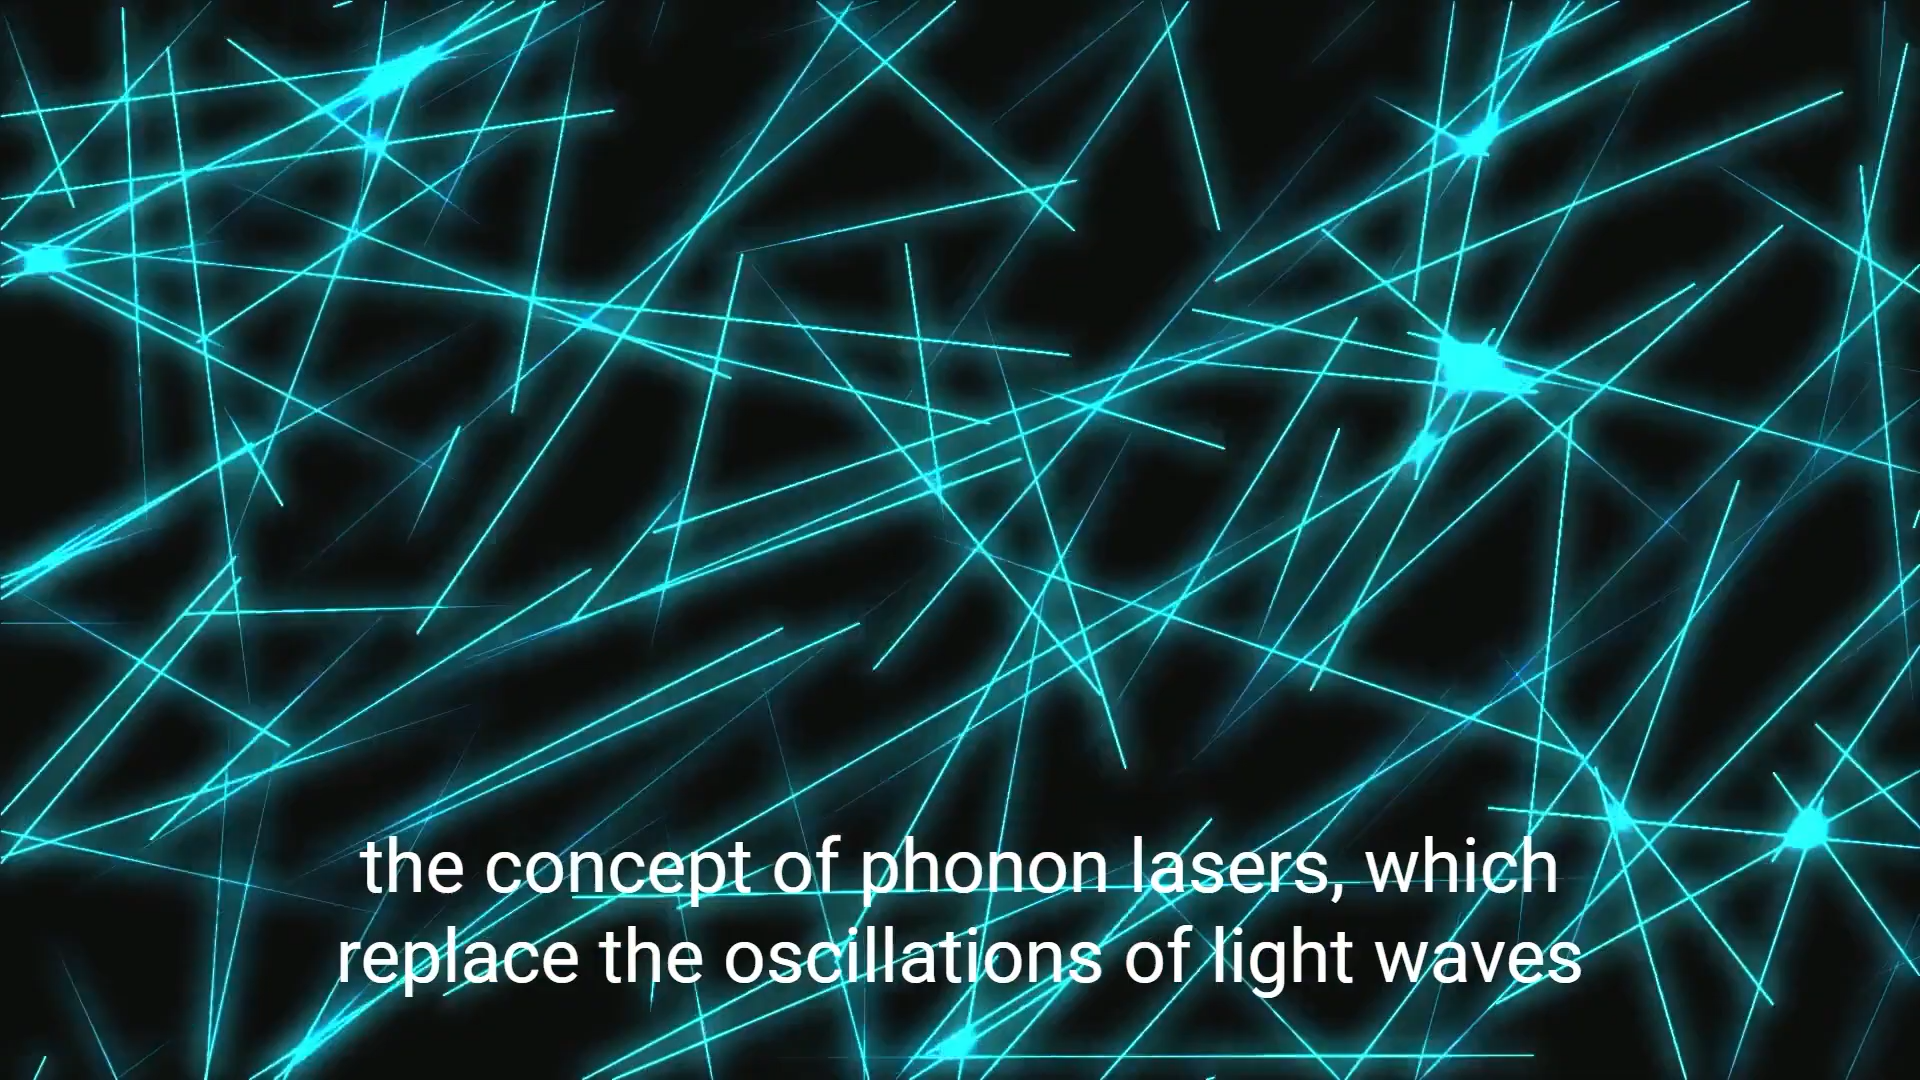 the concept of phonon lasers, which
replace the oscillations of light waves